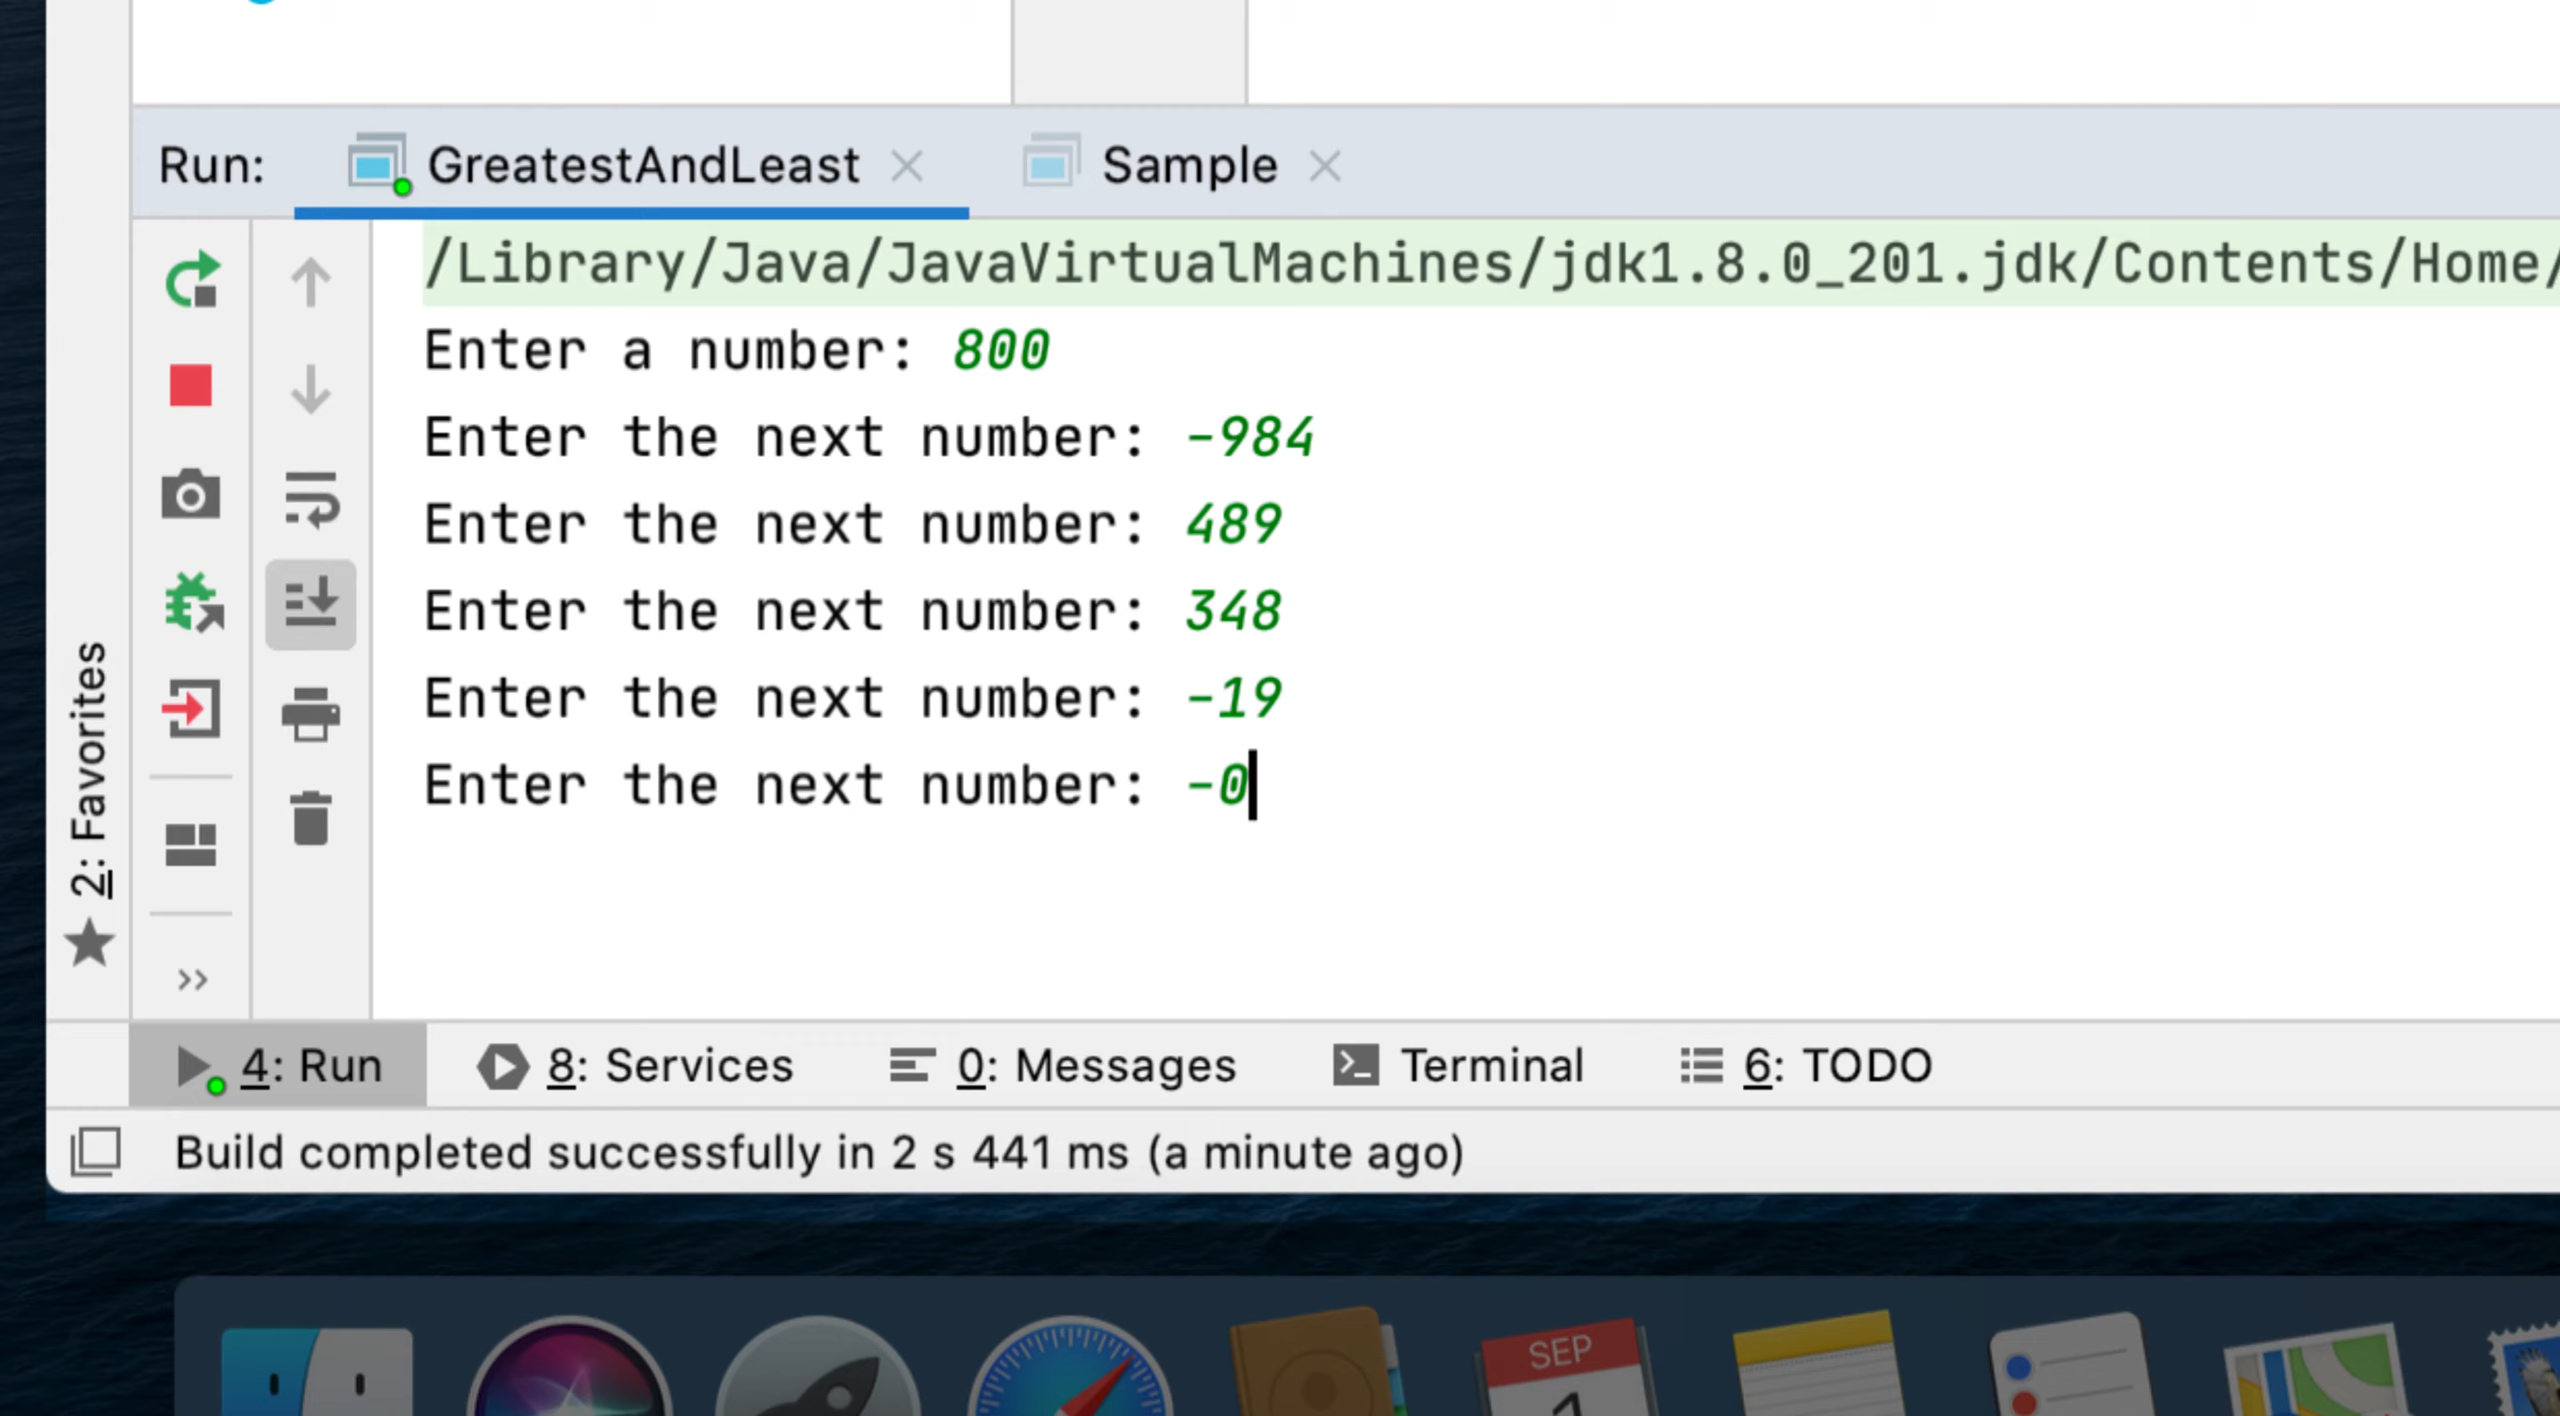 Run: GreatestAndLeast Sample
/Library/Java/JavaVirtualMachines/jdk1.8.0_201.jdk/Contents/Home/
Enter a number: 800
Enter the next number: -984
Enter the next number: 489
Enter the next number: 348
Enter the next number: -19
Enter the next number: -0
2: Favorites
4: Run 8: Services 0: Messages Terminal 6: TODO
Build completed successfully in 2 s 441 ms (a minute ago)
SEP